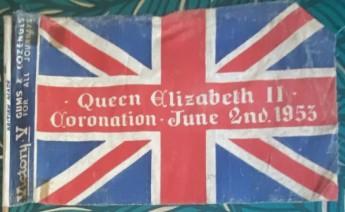 · Queen Elizabeth II ·
Coronation · June 2nd. 1953
Victory V GUMS & LOZENGES
FOR ALL JOURNEYS